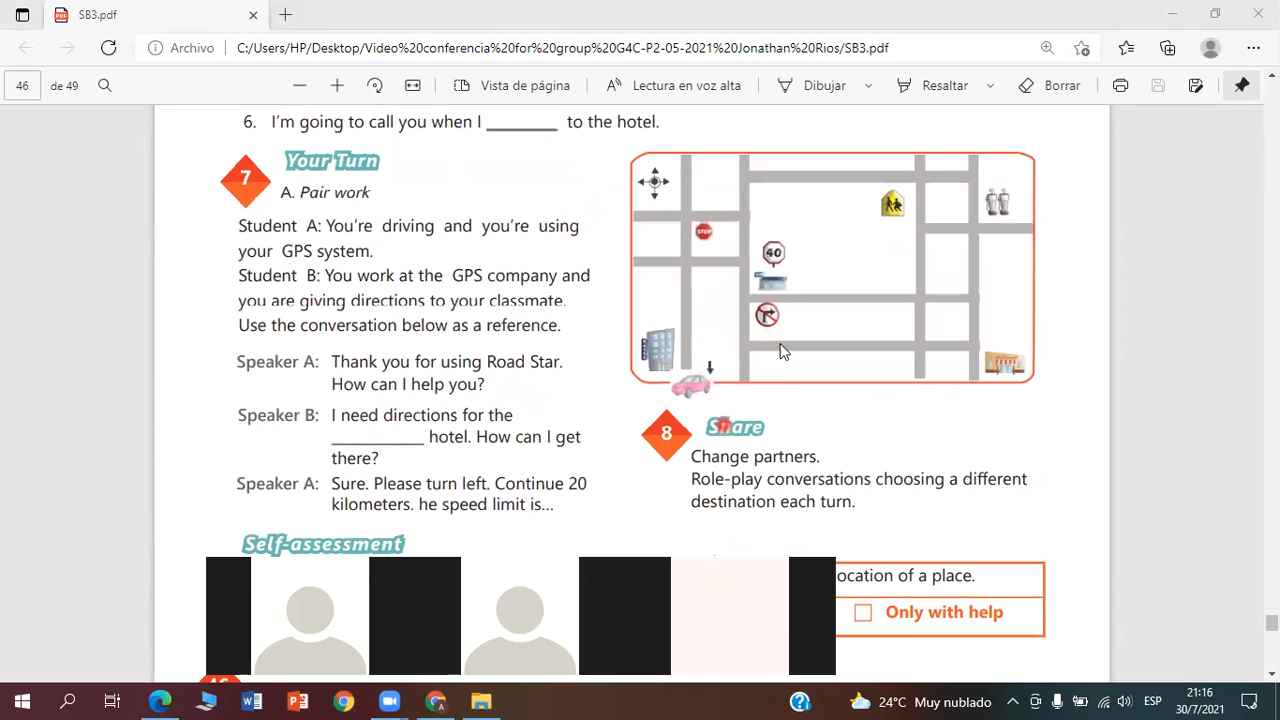 SB3.pdf
Archivo
C:/Users/HP/Desktop/Video%20conferencia%20for%20group%20G4C-P2-05-2021%20Jonathan%20Rios/SB3.pdf
46
de 49
Vista de página
Lectura en voz alta
Dibujar
Resaltar
Borrar
6. I'm going to call you when I ________ to the hotel.
7
Your Turn
A. Pair work
Student A: You're driving and you're using
your GPS system.
Student B: You work at the GPS company and
you are giving directions to your classmate.
Use the conversation below as a reference.
Speaker A: Thank you for using Road Star.
How can I help you?
Speaker B: I need directions for the
___________ hotel. How can I get
there?
Speaker A: Sure. Please turn left. Continue 20
kilometers. he speed limit is...
STOP
40
8
Share
Change partners.
Role-play conversations choosing a different
destination each turn.
Self-assessment
ocation of a place.
Only with help
24°C Muy nublado
ESP
21:16
30/7/2021